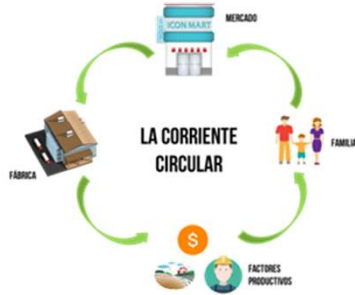 MERCADO
ICON MART
LA CORRIENTE
CIRCULAR
FAMILIA
FÁBRICA
$
FACTORES
PRODUCTIVOS